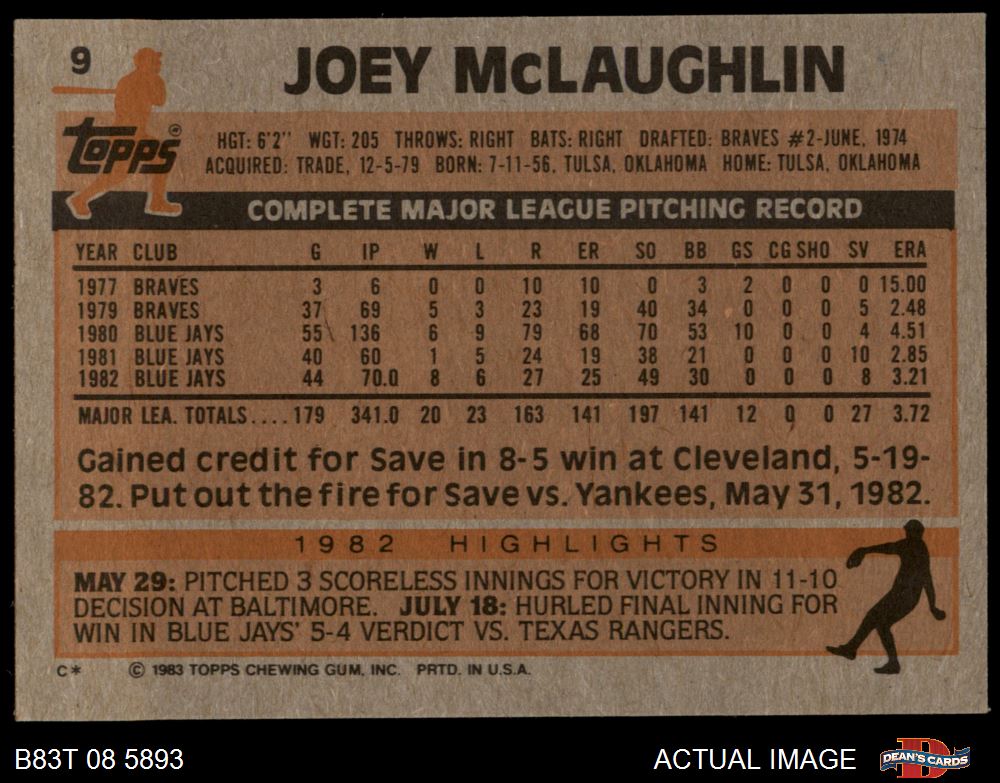 9
JOEY McLAUGHLIN
Topps®
HGT: 6'2" WGT: 205 THROWS: RIGHT BATS: RIGHT DRAFTED: BRAVES #2-JUNE, 1974
ACQUIRED: TRADE, 12-5-79 BORN: 7-11-56, TULSA, OKLAHOMA HOME: TULSA, OKLAHOMA
COMPLETE MAJOR LEAGUE PITCHING RECORD
YEAR CLUB G IP W L R ER SO BB GS CG SHO SV ERA
1977 BRAVES 3 6 0 0 10 10 0 3 2 0 0 0 15.00
1979 BRAVES 37 69 5 3 23 19 40 34 0 0 0 5 2.48
1980 BLUE JAYS 55 136 6 9 79 68 70 53 10 0 0 4 4.51
1981 BLUE JAYS 40 60 1 5 24 19 38 21 0 0 0 10 2.85
1982 BLUE JAYS 44 70.0 8 6 27 25 49 30 0 0 0 8 3.21
MAJOR LEA. TOTALS.... 179 341.0 20 23 163 141 197 141 12 0 0 27 3.72
Gained credit for Save in 8-5 win at Cleveland, 5-19-
82. Put out the fire for Save vs. Yankees, May 31, 1982.
1982 HIGHLIGHTS
MAY 29: PITCHED 3 SCORELESS INNINGS FOR VICTORY IN 11-10
DECISION AT BALTIMORE. JULY 18: HURLED FINAL INNING FOR
WIN IN BLUE JAYS' 5-4 VERDICT VS. TEXAS RANGERS.
C* © 1983 TOPPS CHEWING GUM, INC. PRTD. IN U.S.A.
B83T 08 5893 ACTUAL IMAGE DEAN'S CARDS